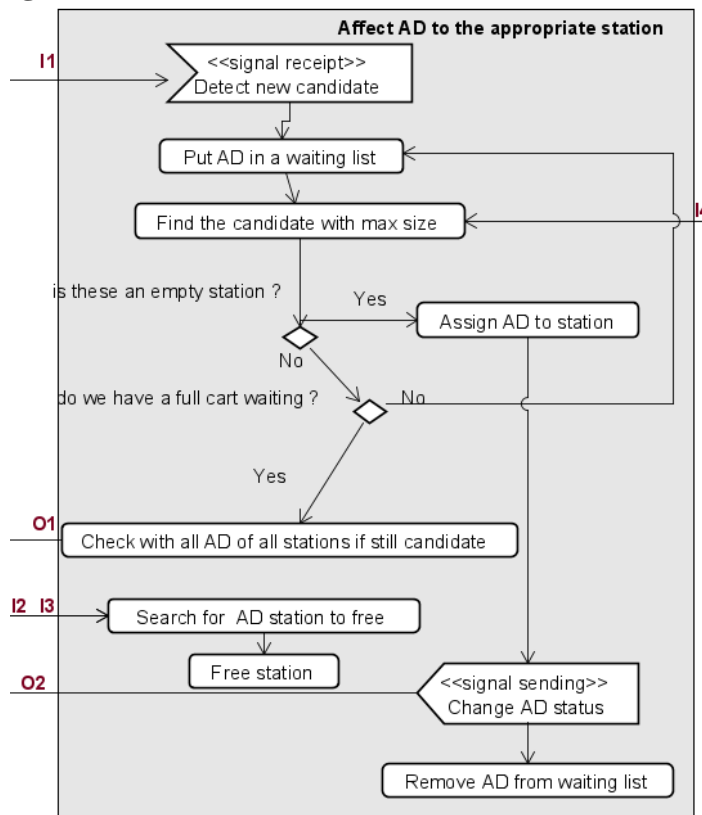 Affect AD to the appropriate station
I1
<<signal receipt>>
Detect new candidate
Put AD in a waiting list
Find the candidate with max size
I4
is these an empty station ?
Yes
Assign AD to station
No
do we have a full cart waiting ?
No
Yes
O1
Check with all AD of all stations if still candidate
I2 I3
Search for AD station to free
Free station
O2
<<signal sending>>
Change AD status
Remove AD from waiting list